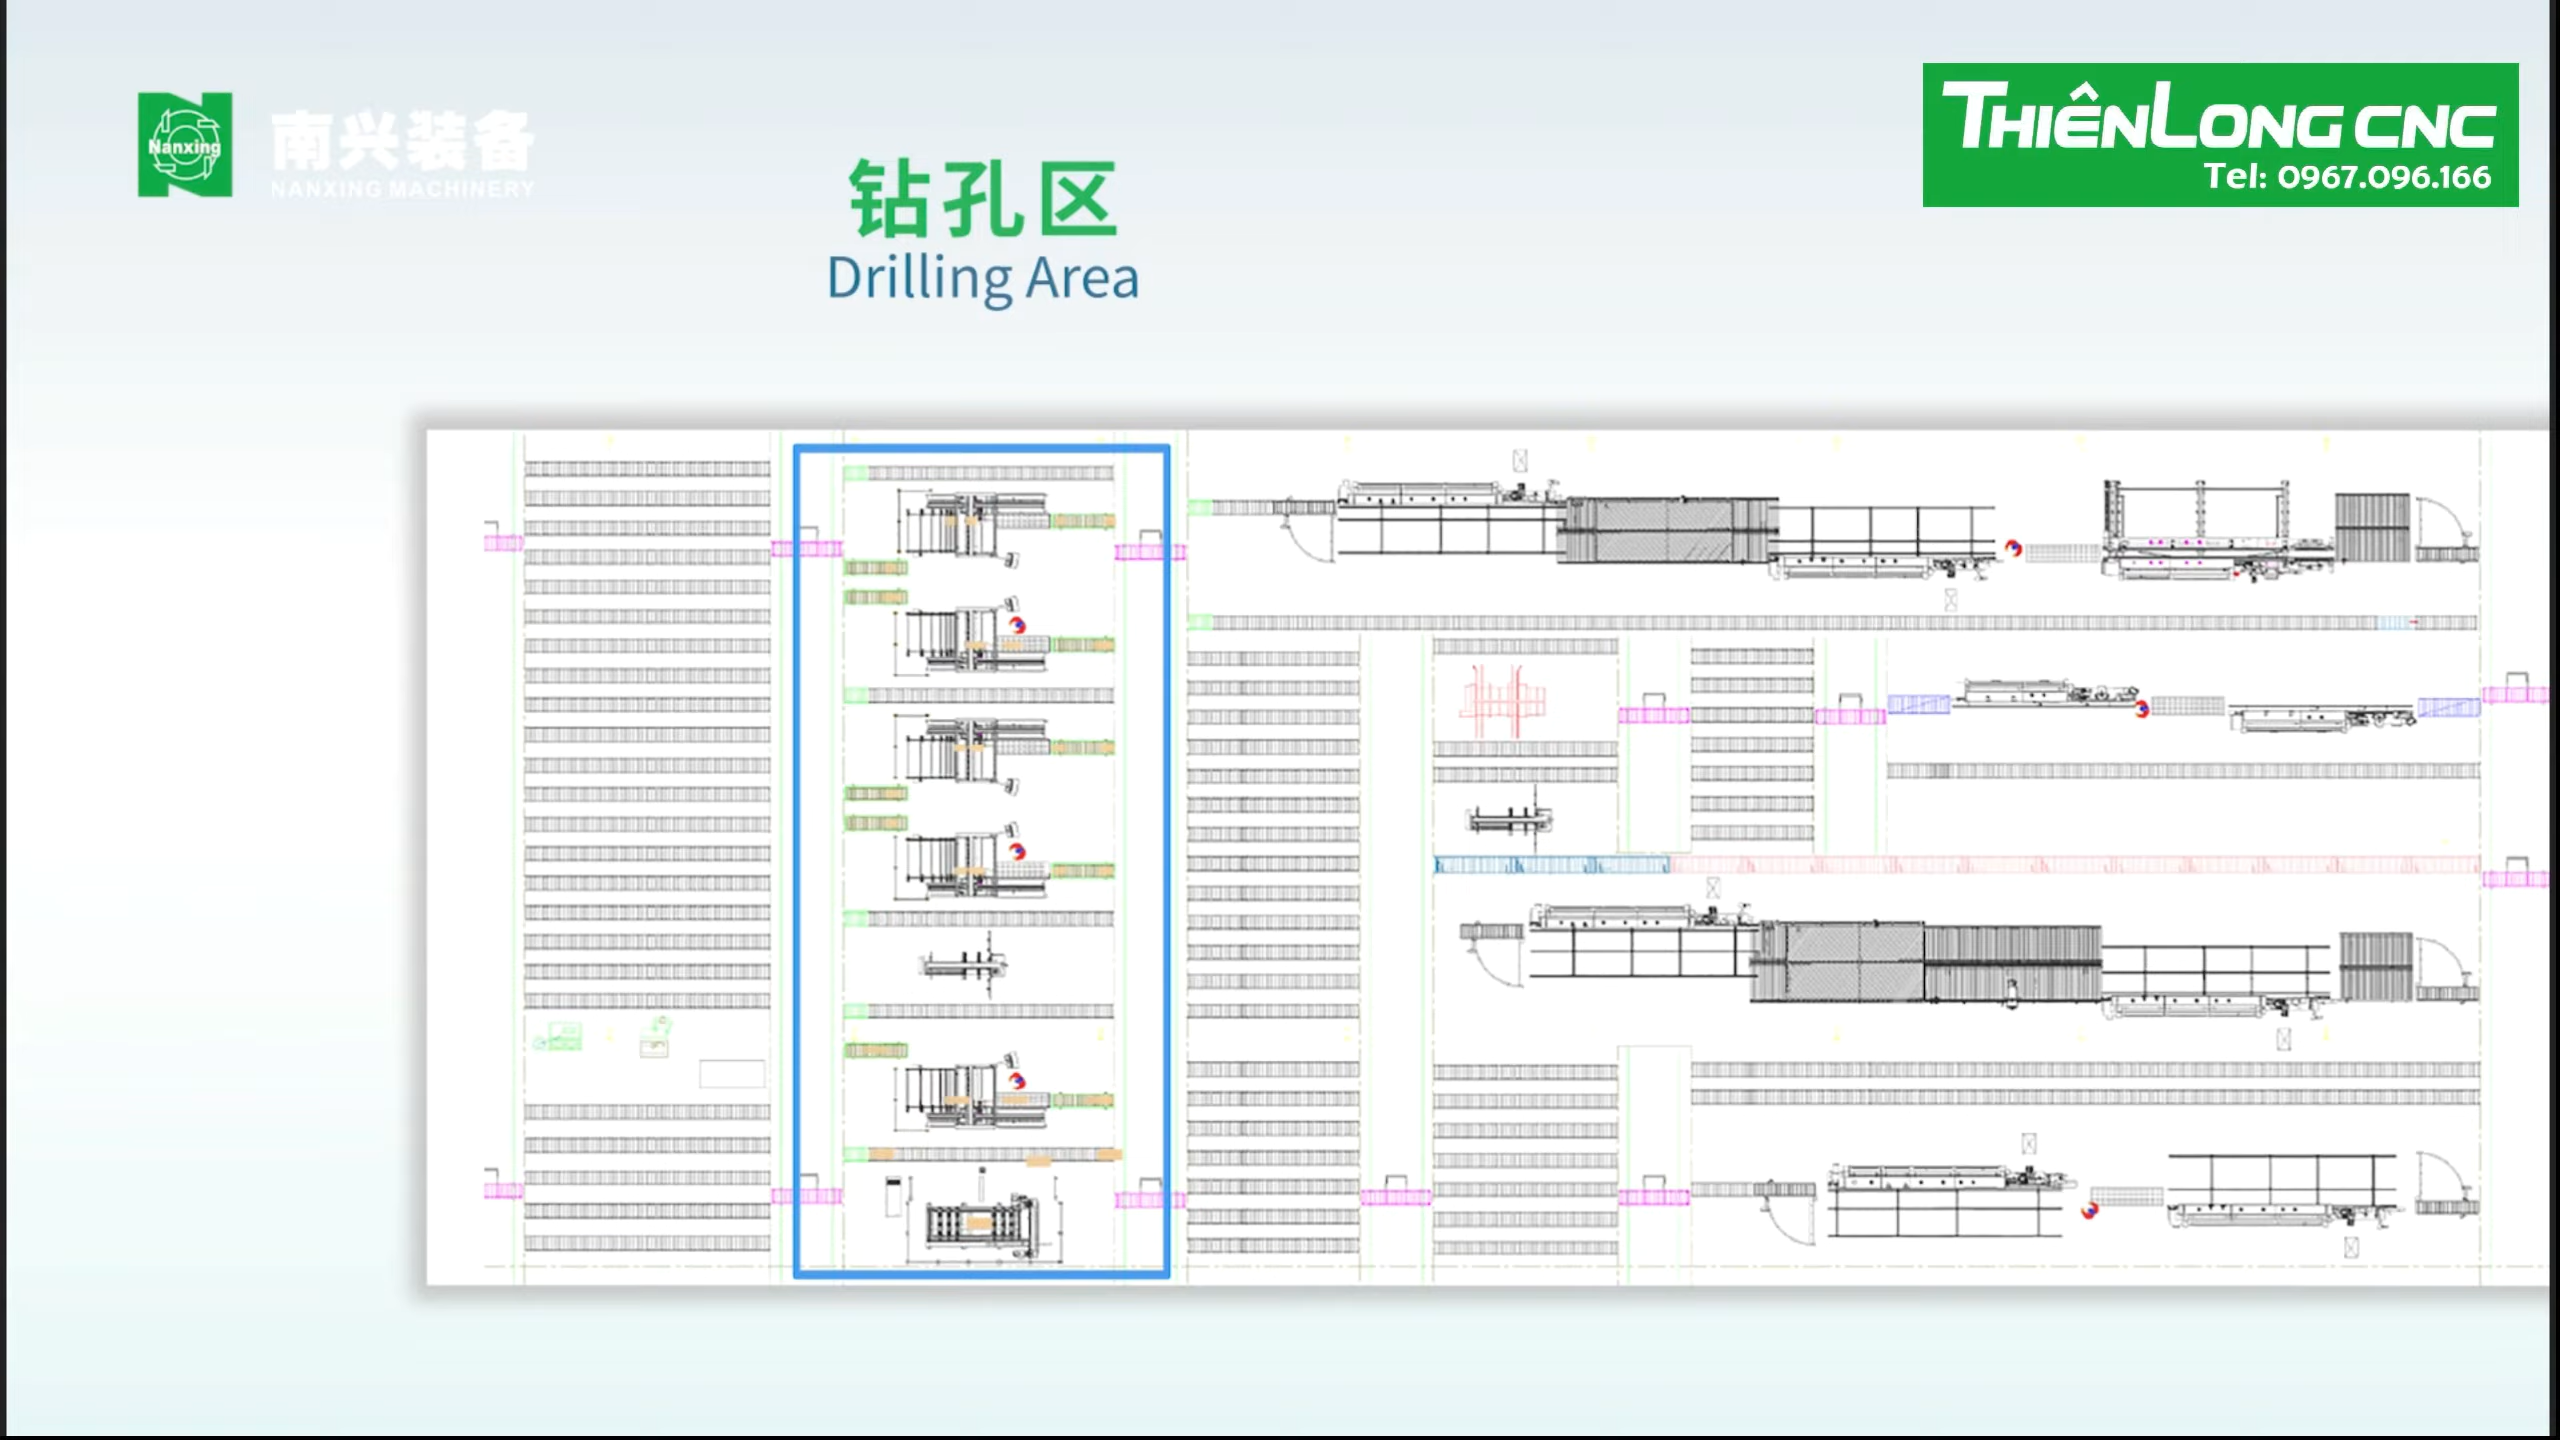 Nanxing
南兴装备
NANXING MACHINERY
THIÊNLONG CNC
Tel: 0967.096.166
钻孔区
Drilling Area